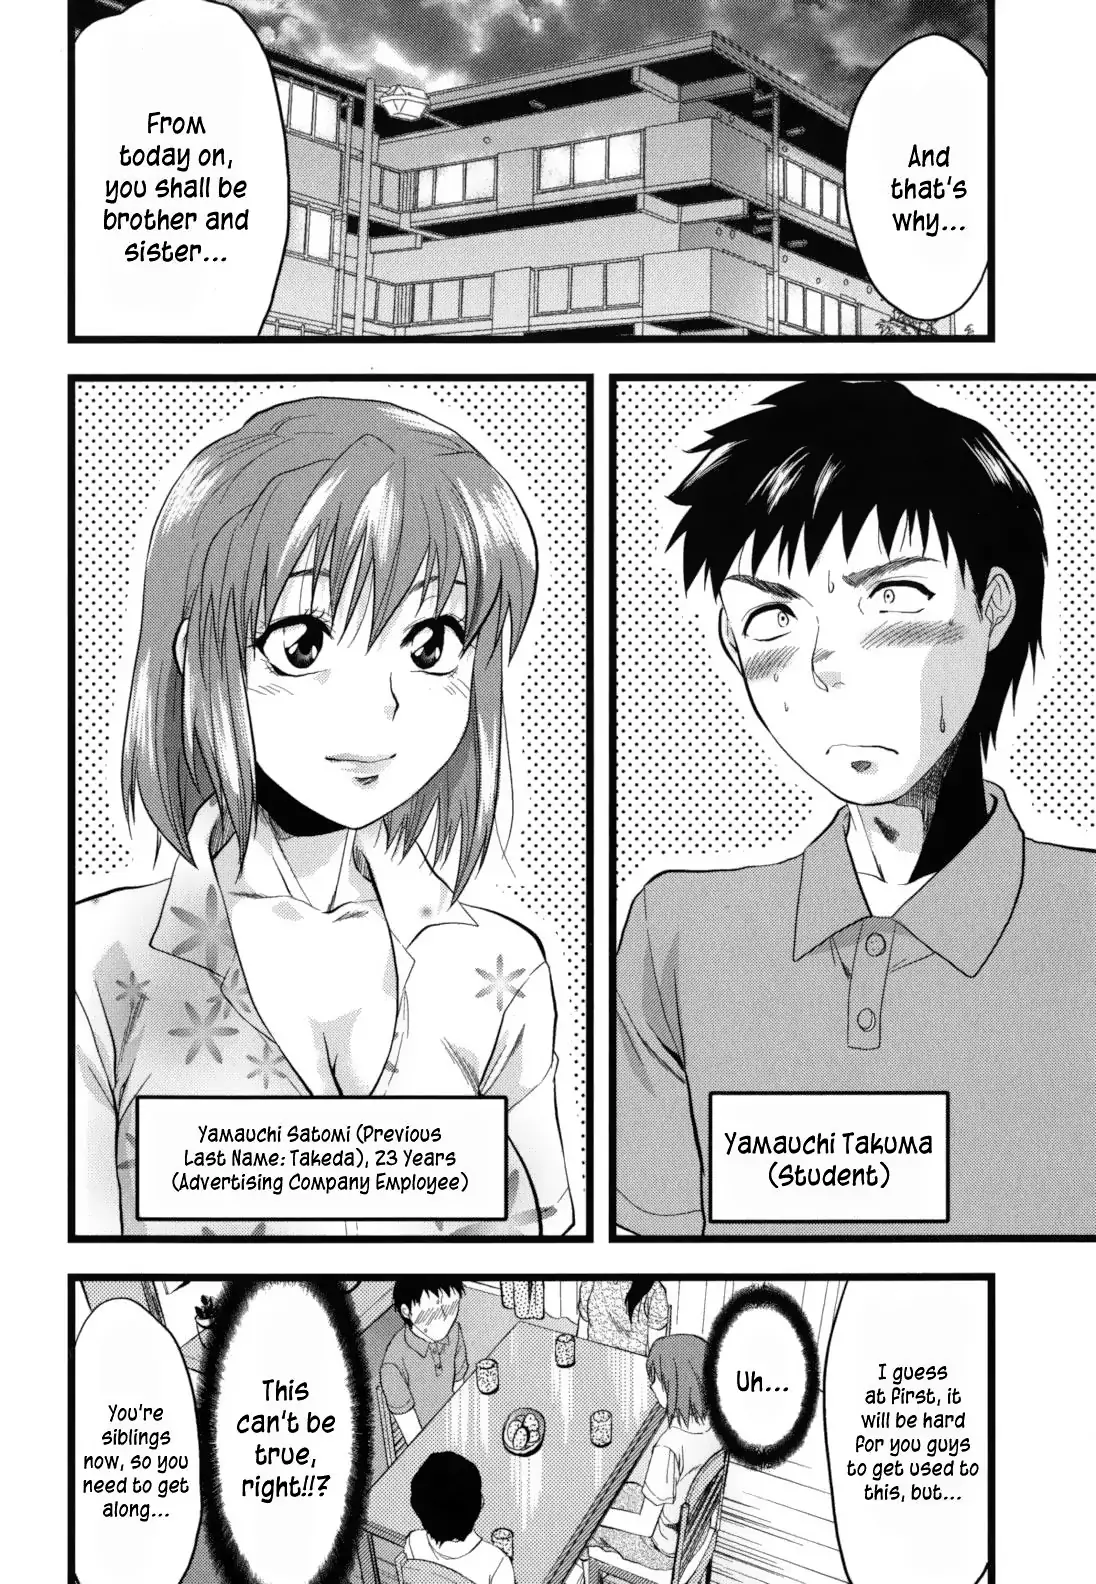 And
that's
why...
From
today on,
you shall be
brother and
sister...
Yamauchi Takuma
(Student)
Yamauchi Satomi (Previous
Last Name: Takeda), 23 Years
(Advertising Company Employee)
I guess
at first, it
will be hard
for you guys
to get used to
this, but...
Uh...
This
can't be
true,
right!!?
You're
siblings
now, so you
need to get
along...